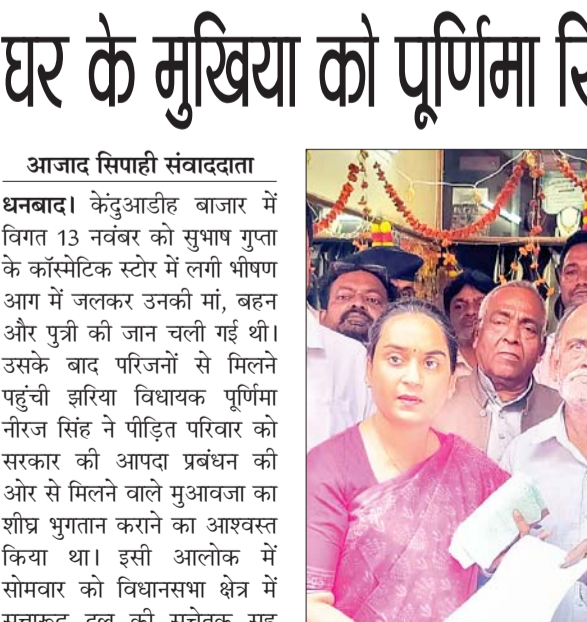 घर के मुखिया को पूर्णिमा
आजाद सिपाही संवाददाता
धनबाद। केंदुआडीह बाजार में
विगत 13 नवंबर को सुभाष गुप्ता
के कॉस्मेटिक स्टोर में लगी भीषण
आग में जलकर उनकी मां, बहन
और पुत्री की जान चली गई थी।
उसके बाद परिजनों से मिलने
पहुंची झरिया विधायक पूर्णिमा
नीरज सिंह ने पीड़ित परिवार को
सरकार की आपदा प्रबंधन की
ओर से मिलने वाले मुआवजा का
शीघ्र भुगतान कराने का आश्वस्त
किया था। इसी आलोक में
सोमवार को विधानसभा क्षेत्र में